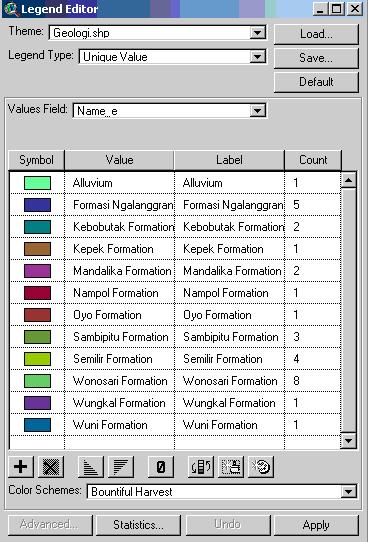 Legend Editor
Theme: Geologi.shp Load...
Legend Type: Unique Value Save...
Default
Values Field: Name_e
Symbol Value Label Count
Alluvium Alluvium 1
Formasi Ngalanggran Formasi Ngalanggran 5
Kebobutak Formation Kebobutak Formation 2
Kepek Formation Kepek Formation 1
Mandalika Formation Mandalika Formation 2
Nampol Formation Nampol Formation 1
Oyo Formation Oyo Formation 1
Sambipitu Formation Sambipitu Formation 3
Semilir Formation Semilir Formation 4
Wonosari Formation Wonosari Formation 8
Wungkal Formation Wungkal Formation 1
Wuni Formation Wuni Formation 1
0
Color Schemes: Bountiful Harvest
Advanced... Statistics... Undo Apply